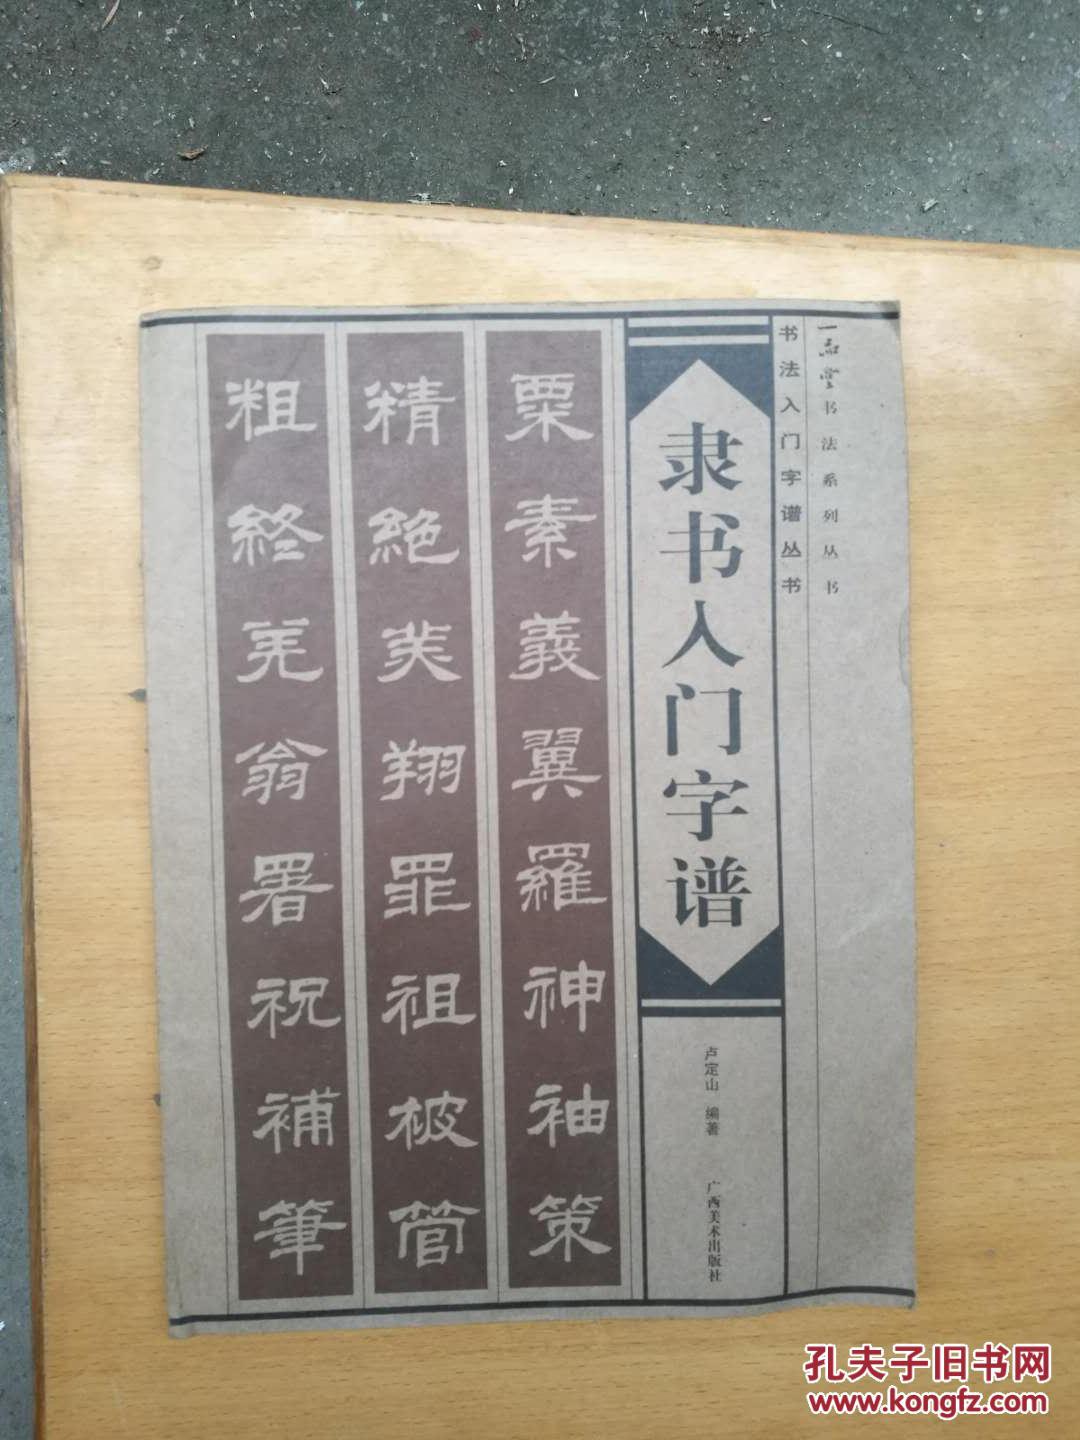 一品堂书法系列丛书
书法入门字谱丛书
隶书入门字谱
卢定山 编著
广西美术出版社
粟素義翼羅神袖策
精絶美翔罪祖被管
粗終羌翁署祝補筆
孔夫子旧书网
www.kongfz.com